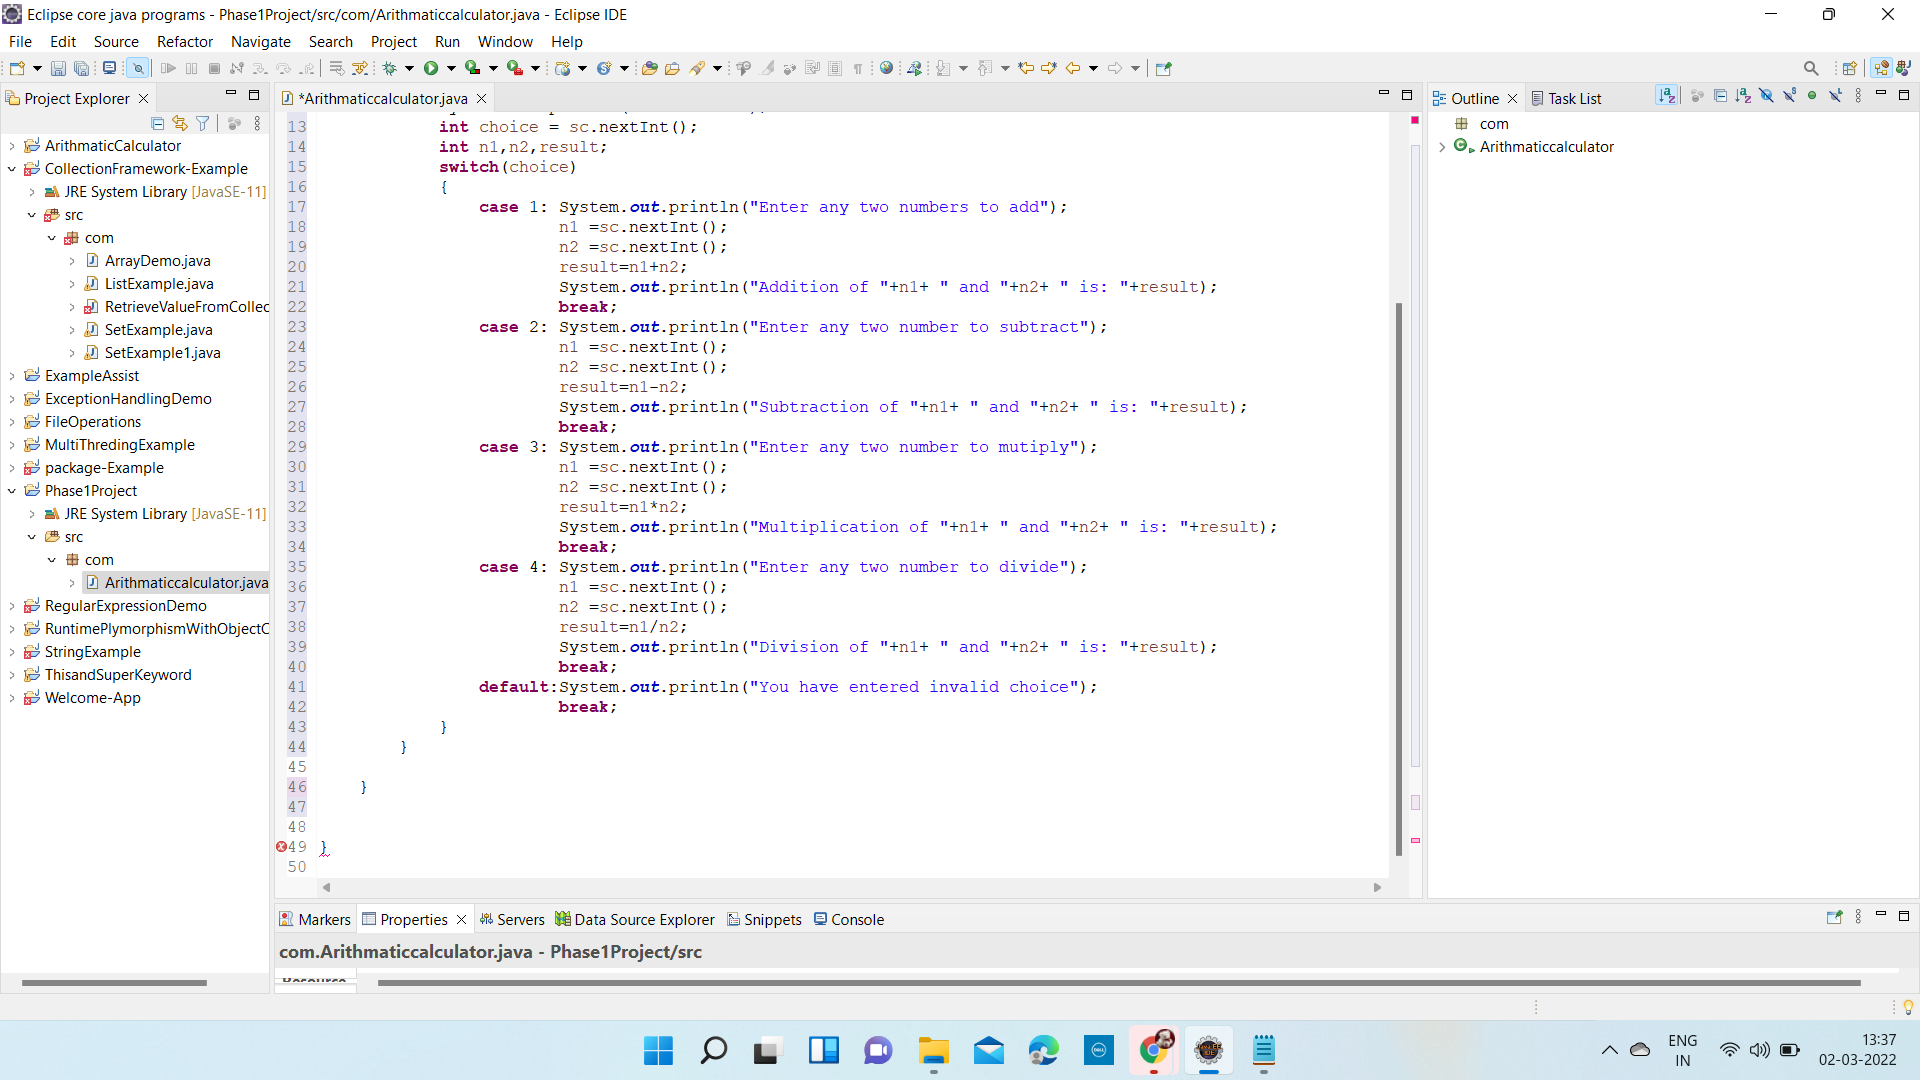 Eclipse core java programs - Phase1Project/src/com/Arithmaticcalculator.java - Eclipse IDE
File Edit Source Refactor Navigate Search Project Run Window Help
Project Explorer
ArithmaticCalculator
CollectionFramework-Example
JRE System Library [JavaSE-11]
src
com
ArrayDemo.java
ListExample.java
RetrieveValueFromCollec
SetExample.java
SetExample1.java
ExampleAssist
ExceptionHandlingDemo
FileOperations
MultiThredingExample
package-Example
Phase1Project
JRE System Library [JavaSE-11]
src
com
Arithmaticcalculator.java
RegularExpressionDemo
RuntimePlymorphismWithObjectC
StringExample
ThisandSuperKeyword
Welcome-App
*Arithmaticcalculator.java
13 int choice = sc.nextInt();
14 int n1,n2,result;
15 switch(choice)
16 {
17 case 1: System.out.println("Enter any two numbers to add");
18 n1 =sc.nextInt();
19 n2 =sc.nextInt();
20 result=n1+n2;
21 System.out.println("Addition of "+n1+ " and "+n2+ " is: "+result);
22 break;
23 case 2: System.out.println("Enter any two number to subtract");
24 n1 =sc.nextInt();
25 n2 =sc.nextInt();
26 result=n1-n2;
27 System.out.println("Subtraction of "+n1+ " and "+n2+ " is: "+result);
28 break;
29 case 3: System.out.println("Enter any two number to mutiply");
30 n1 =sc.nextInt();
31 n2 =sc.nextInt();
32 result=n1*n2;
33 System.out.println("Multiplication of "+n1+ " and "+n2+ " is: "+result);
34 break;
35 case 4: System.out.println("Enter any two number to divide");
36 n1 =sc.nextInt();
37 n2 =sc.nextInt();
38 result=n1/n2;
39 System.out.println("Division of "+n1+ " and "+n2+ " is: "+result);
40 break;
41 default:System.out.println("You have entered invalid choice");
42 break;
43 }
44 }
45
46 }
47
48
49 }
50
Outline Task List
com
Arithmaticcalculator
Markers Properties Servers Data Source Explorer Snippets Console
com.Arithmaticcalculator.java - Phase1Project/src
ENG
IN
13:37
02-03-2022